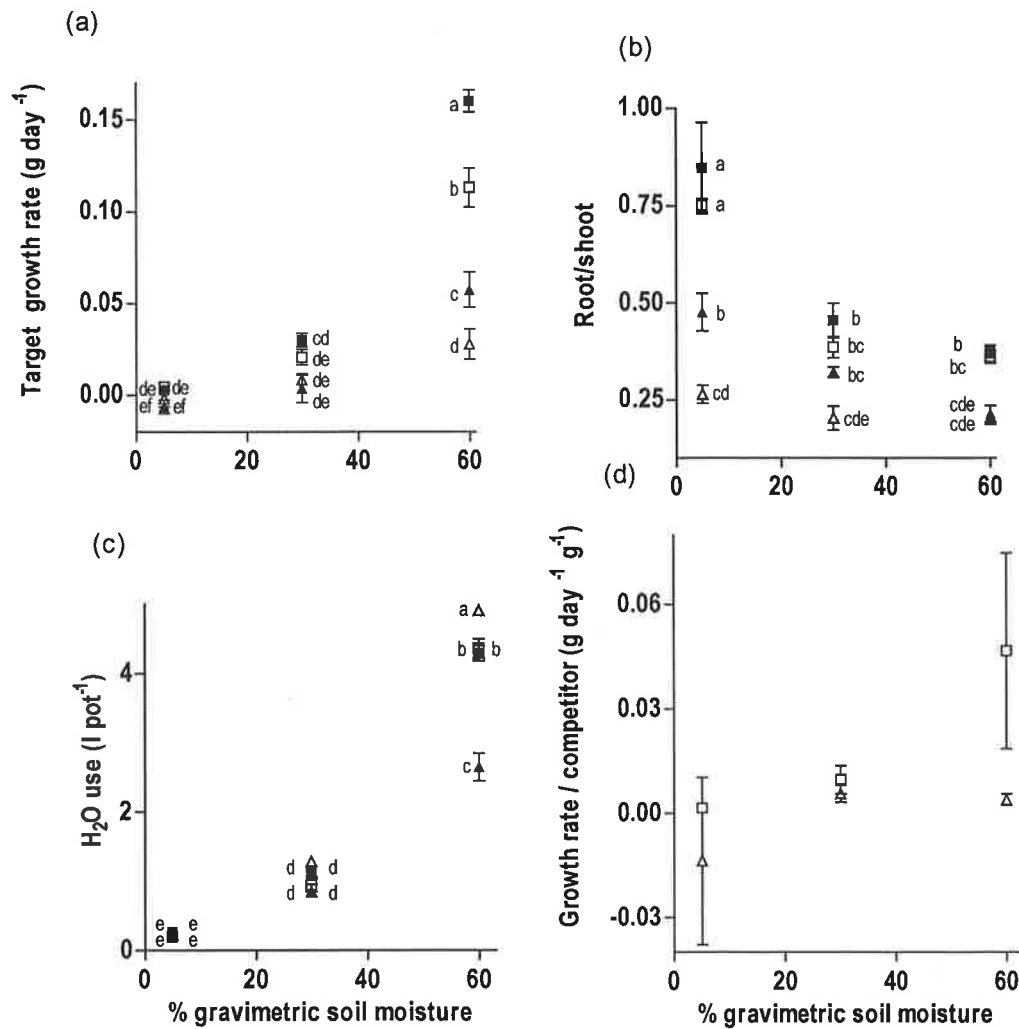 (a)
Target growth rate (g day -1)
0.15
0.10
0.05
0.00
a
b
c
d
cd
de
de
de
de de
ef ef
0 20 40 60
(b)
Root/shoot
1.00
0.75
0.50
0.25
a
a
b
cd
b
bc
bc
cde
b
bc
cde
cde
0 20 40 60
(c)
H2O use (l pot-1)
4
2
0
a
b b
c
d d
d d
e e
e e
0 20 40 60
% gravimetric soil moisture
(d)
Growth rate / competitor (g day -1 g-1)
0.06
0.03
0.00
-0.03
0 20 40 60
% gravimetric soil moisture